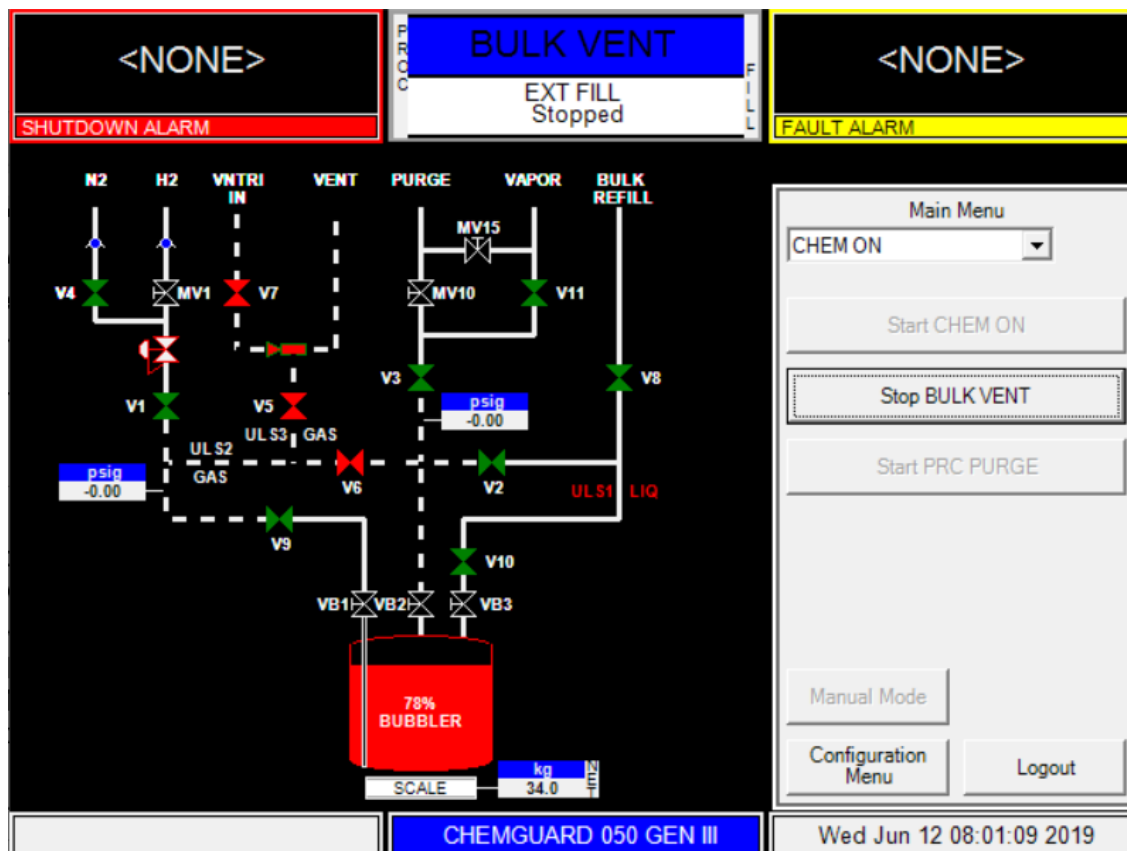 <NONE>
SHUTDOWN ALARM
PROC
BULK VENT
EXT FILL
Stopped
FILL
<NONE>
FAULT ALARM
N2
H2
VNTRI
IN
VENT
PURGE
VAPOR
BULK
REFILL
MV15
V4
MV1
V7
MV10
V11
V3
V8
V1
V5
psig
-0.00
ULS3
GAS
ULS2
GAS
psig
-0.00
V6
V2
ULS1
LIQ
V9
V10
VB1
VB2
VB3
78%
BUBBLER
SCALE
kg
34.0
NET
Main Menu
CHEM ON
Start CHEM ON
Stop BULK VENT
Start PRC PURGE
Manual Mode
Configuration
Menu
Logout
CHEMGUARD 050 GEN III
Wed Jun 12 08:01:09 2019